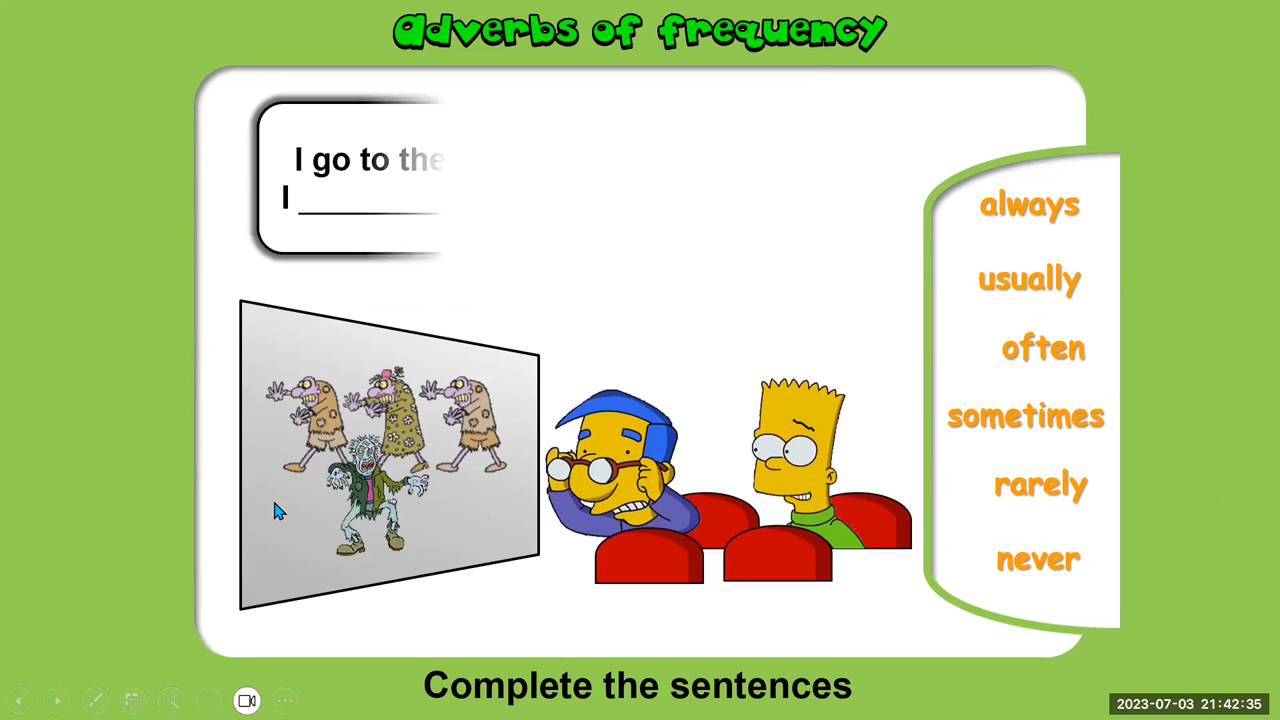 Adverbs of frequency
I go to the
I ____________
always
usually
often
sometimes
rarely
never
Complete the sentences
2023-07-03 21:42:35